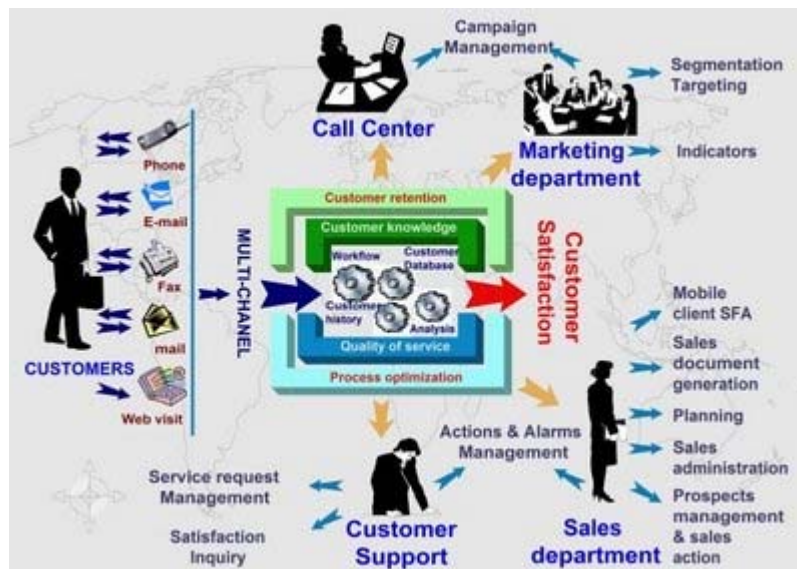 Campaign
Management
Segmentation
Targeting
Call Center
Marketing
department
Indicators
Phone
E-mail
Fax
mail
CUSTOMERS
Web visit
MULTI-CHANEL
Customer retention
Customer knowledge
Workflow
Customer
Database
Customer
history
Analysis
Quality of service
Process optimization
Customer
Satisfaction
Mobile
client SFA
Sales
document
generation
Planning
Sales
administration
Prospects
management
& sales
action
Actions & Alarms
Management
Service request
Management
Satisfaction
Inquiry
Customer
Support
Sales
department